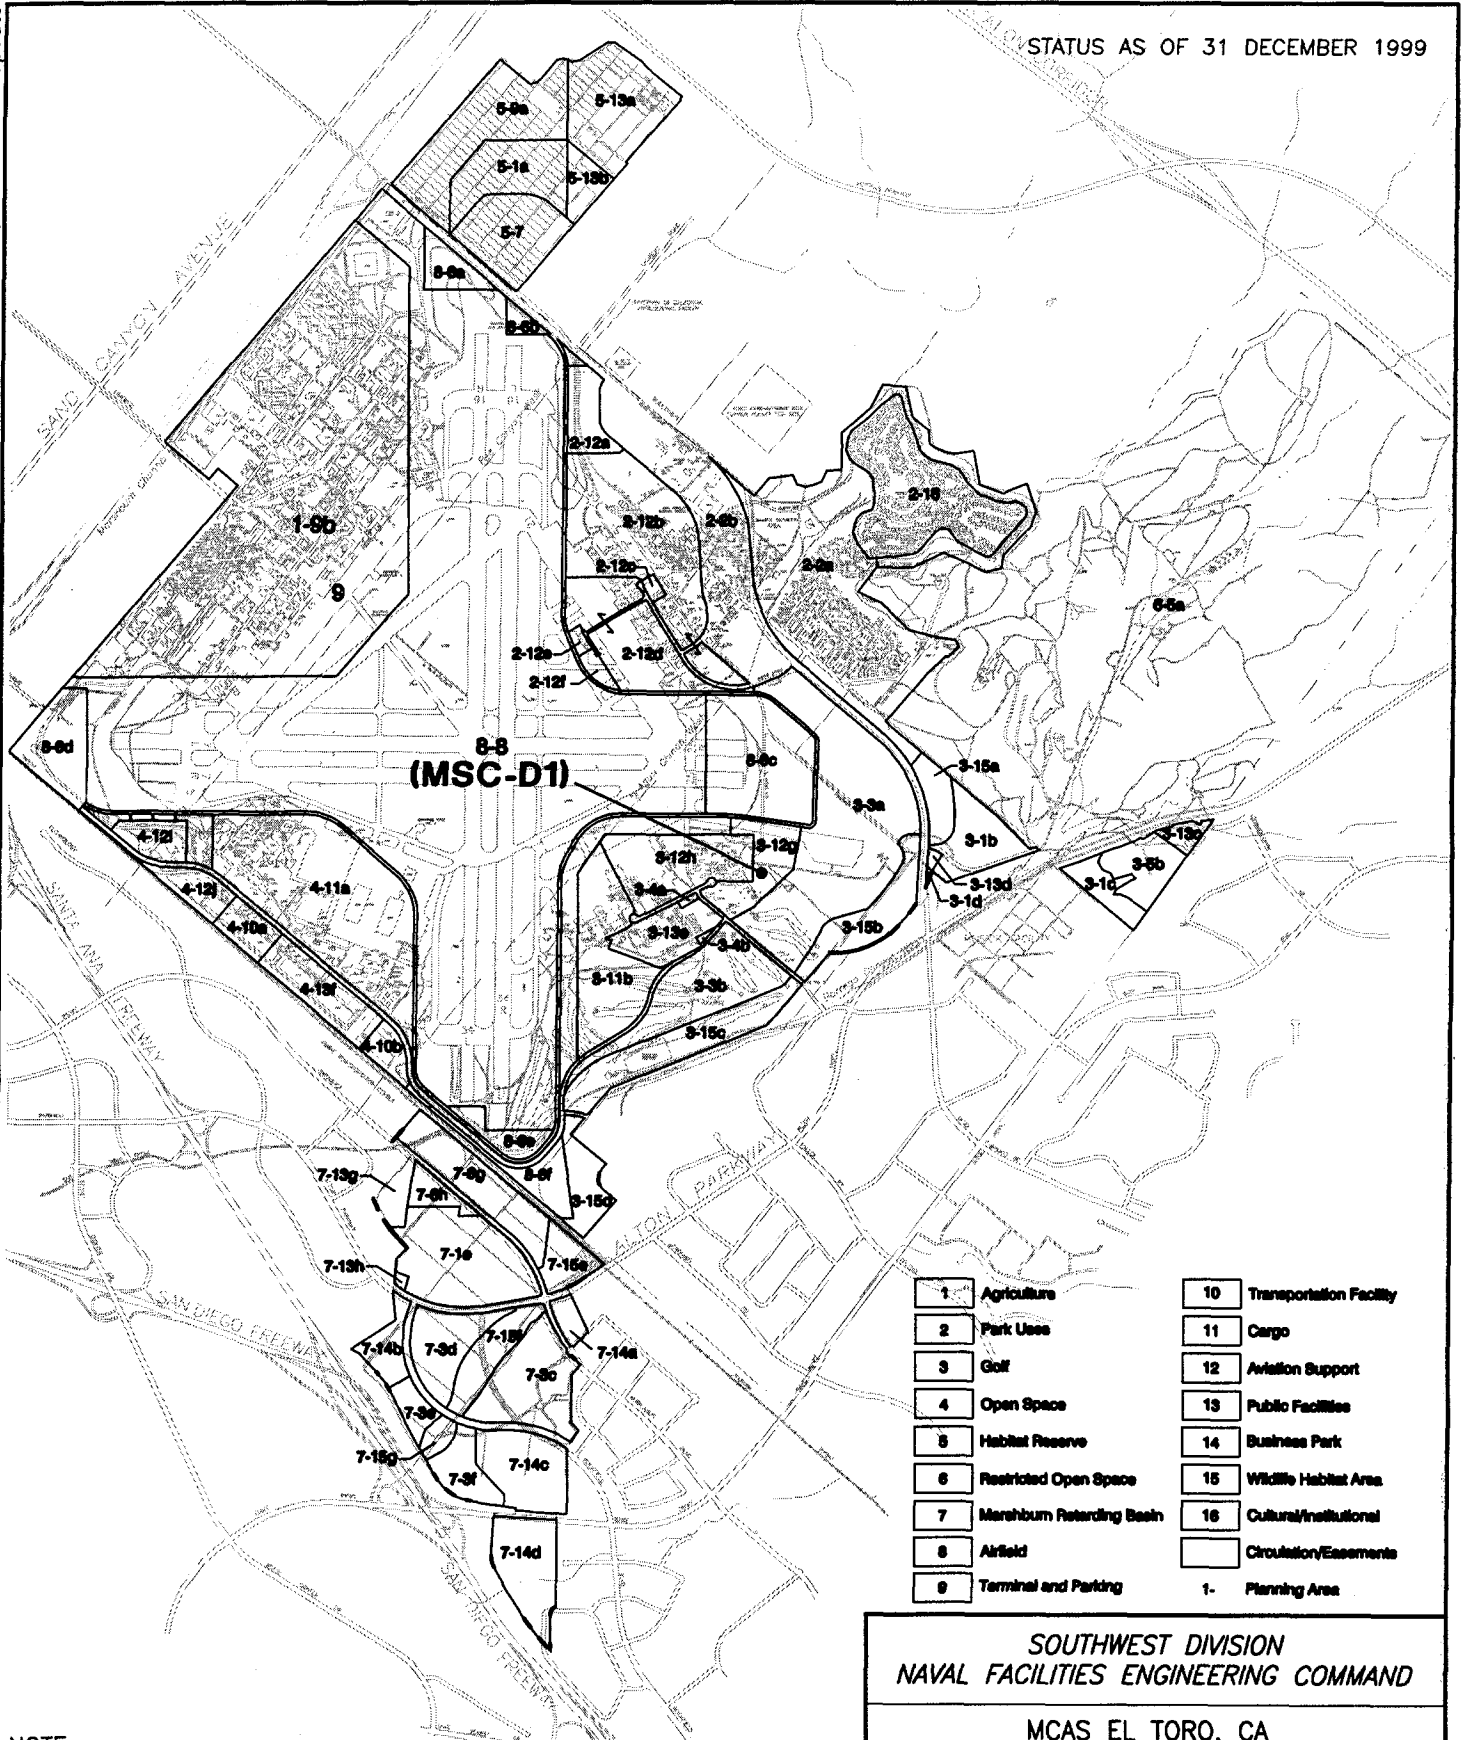 STATUS AS OF 31 DECEMBER 1999
5-9a
5-13a
5-1a
5-13b
5-7
SAND CANYON AVENUE
8-6a
8-6b
2-12a
2-16
1-9b
2-12b
2-2b
2-12c
2-2a
9
6-5a
2-12e
2-12d
2-12f
8-6d
8-8
(MSC-D1)
8-6c
3-15a
3-3a
4-12i
3-12g
3-1b
3-13c
3-12h
3-5b
4-12j
4-11a
3-4a
3-13d
3-1c
3-1d
4-10a
3-13e
3-4b
3-15b
SANTA ANA FREEWAY
4-13f
3-11b
3-3b
3-15c
4-10b
8-6e
7-13g
7-6g
8-6f
7-6h
3-15d
ALTON PARKWAY
7-1e
7-13h
7-15e
SAN DIEGO FREEWAY
7-14b
7-3d
7-15f
7-14a
7-3c
7-3e
7-15g
7-3f
7-14c
7-14d
SAN DIEGO FREEWAY
1 Agriculture
2 Park Uses
3 Golf
4 Open Space
5 Habitat Reserve
6 Restricted Open Space
7 Marshburn Retarding Basin
8 Airfield
9 Terminal and Parking
10 Transportation Facility
11 Cargo
12 Aviation Support
13 Public Facilities
14 Business Park
15 Wildlife Habitat Area
16 Cultural/Institutional
Circulation/Easements
1- Planning Area
SOUTHWEST DIVISION
NAVAL FACILITIES ENGINEERING COMMAND
MCAS EL TORO, CA